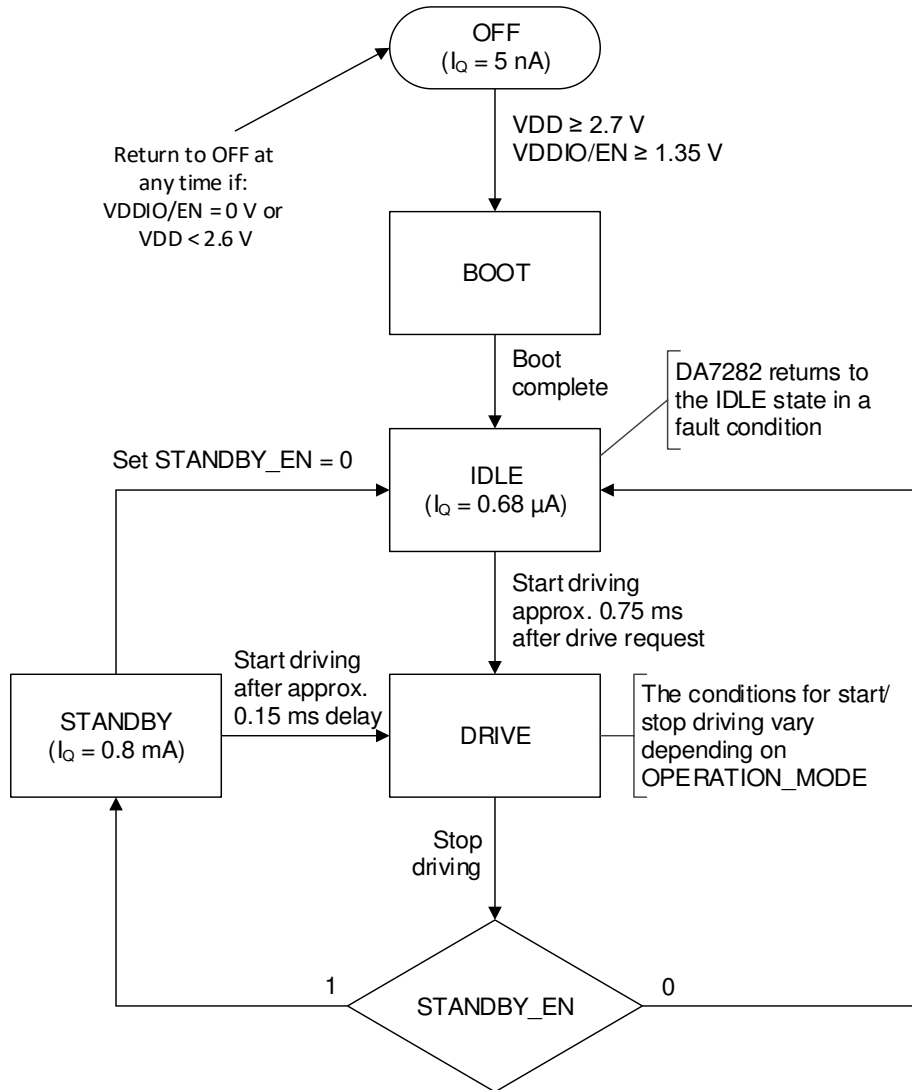 OFF
(IQ = 5 nA)
VDD ≥ 2.7 V
VDDIO/EN ≥ 1.35 V
Return to OFF at
any time if:
VDDIO/EN = 0 V or
VDD < 2.6 V
BOOT
Boot
complete
DA7282 returns to
the IDLE state in a
fault condition
Set STANDBY_EN = 0
IDLE
(IQ = 0.68 µA)
Start driving
approx. 0.75 ms
after drive request
Start driving
after approx.
0.15 ms delay
STANDBY
(IQ = 0.8 mA)
DRIVE
The conditions for start/
stop driving vary
depending on
OPERATION_MODE
Stop
driving
1
0
STANDBY_EN